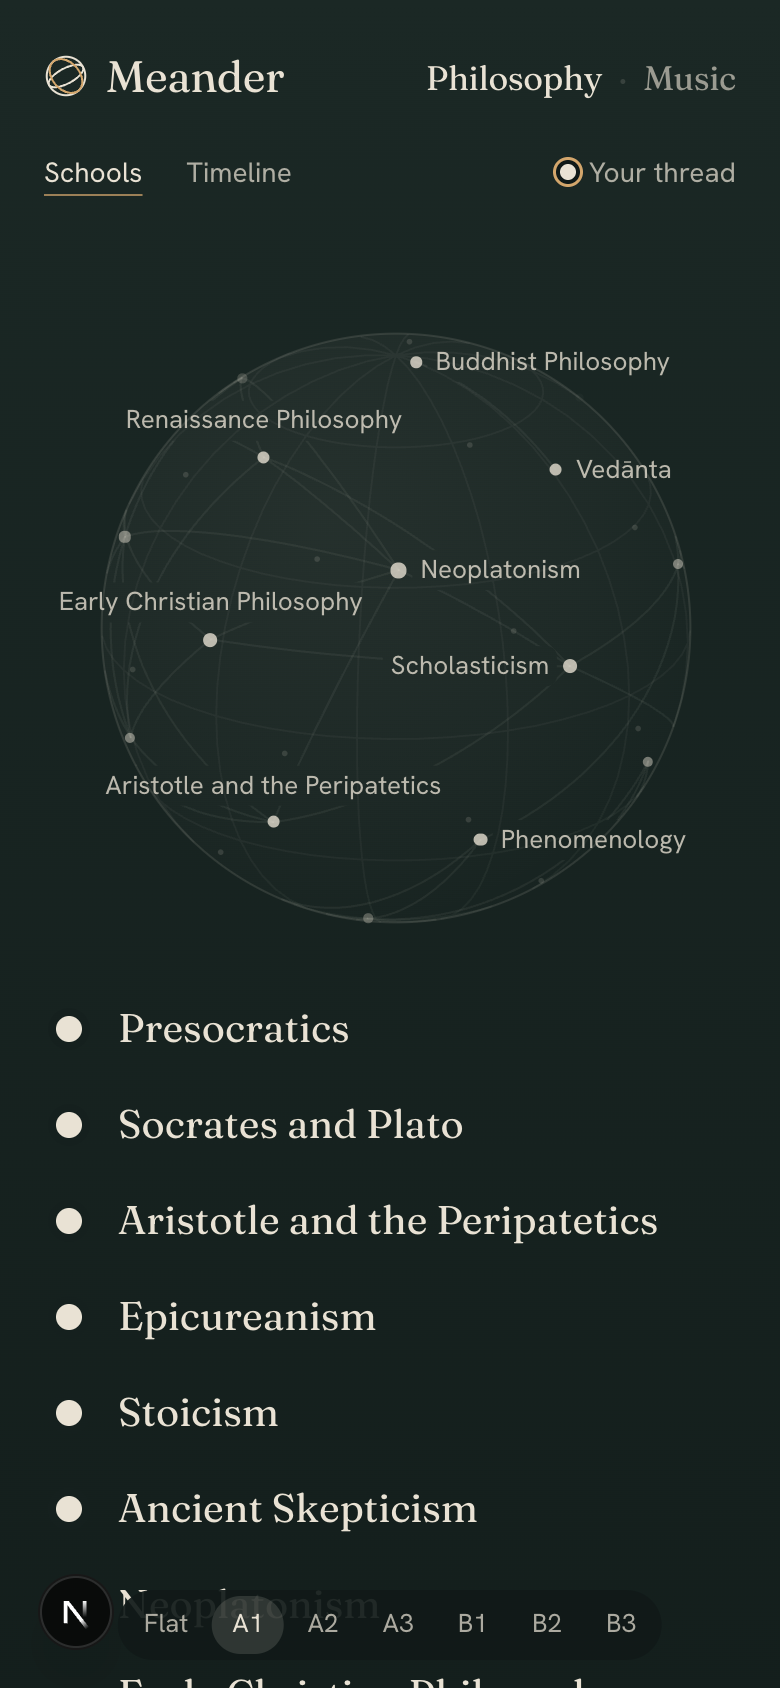 Meander
Philosophy · Music
Schools Timeline
Your thread
Buddhist Philosophy
Renaissance Philosophy
Vedānta
Neoplatonism
Early Christian Philosophy
Scholasticism
Aristotle and the Peripatetics
Phenomenology
Presocratics
Socrates and Plato
Aristotle and the Peripatetics
Epicureanism
Stoicism
Ancient Skepticism
Neoplatonism
N Flat A1 A2 A3 B1 B2 B3